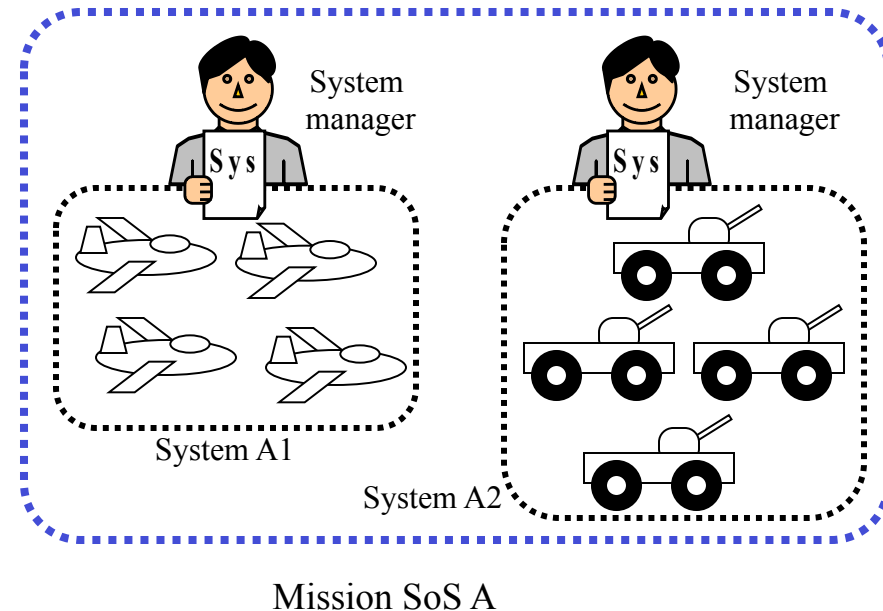 System
manager
Sys
System
manager
Sys
System A1
System A2
Mission SoS A